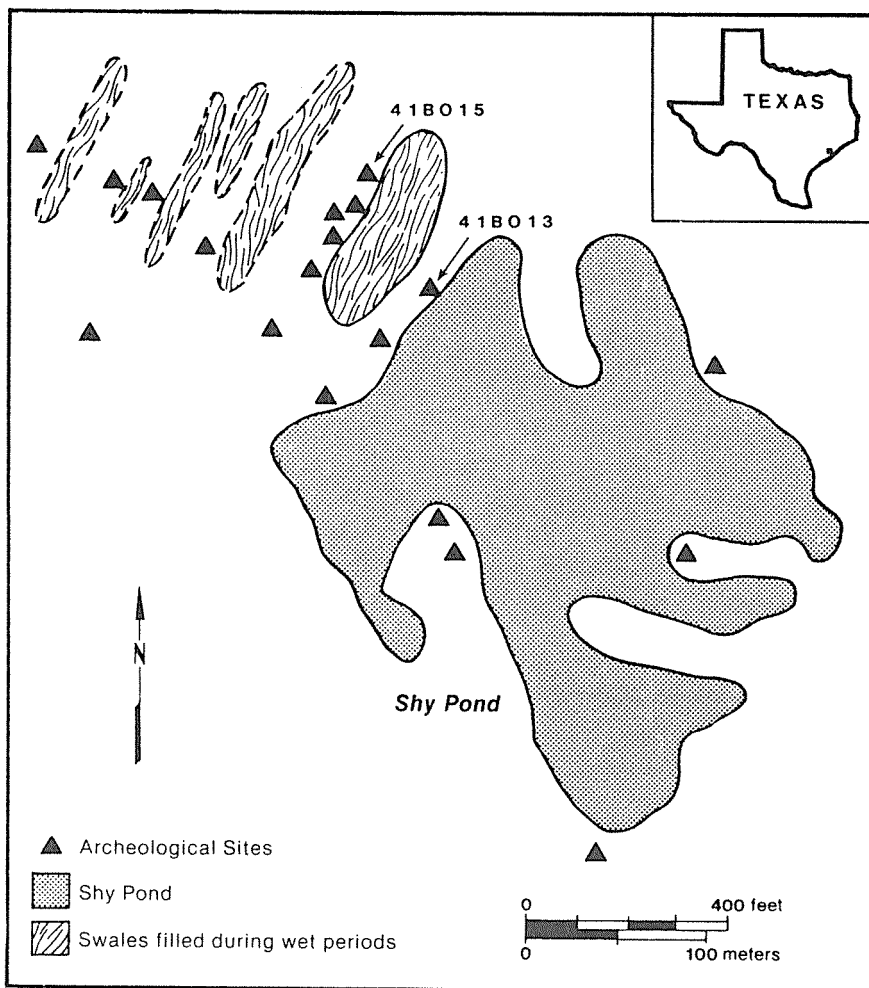 41BO15
TEXAS
41BO13
N
Shy Pond
Archeological Sites
Shy Pond
Swales filled during wet periods
0 400 feet
0 100 meters